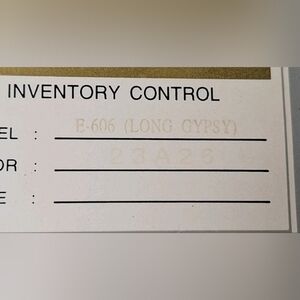 INVENTORY CONTROL
EL : E-606 (LONG GYPSY)
OR : 23A26
E :